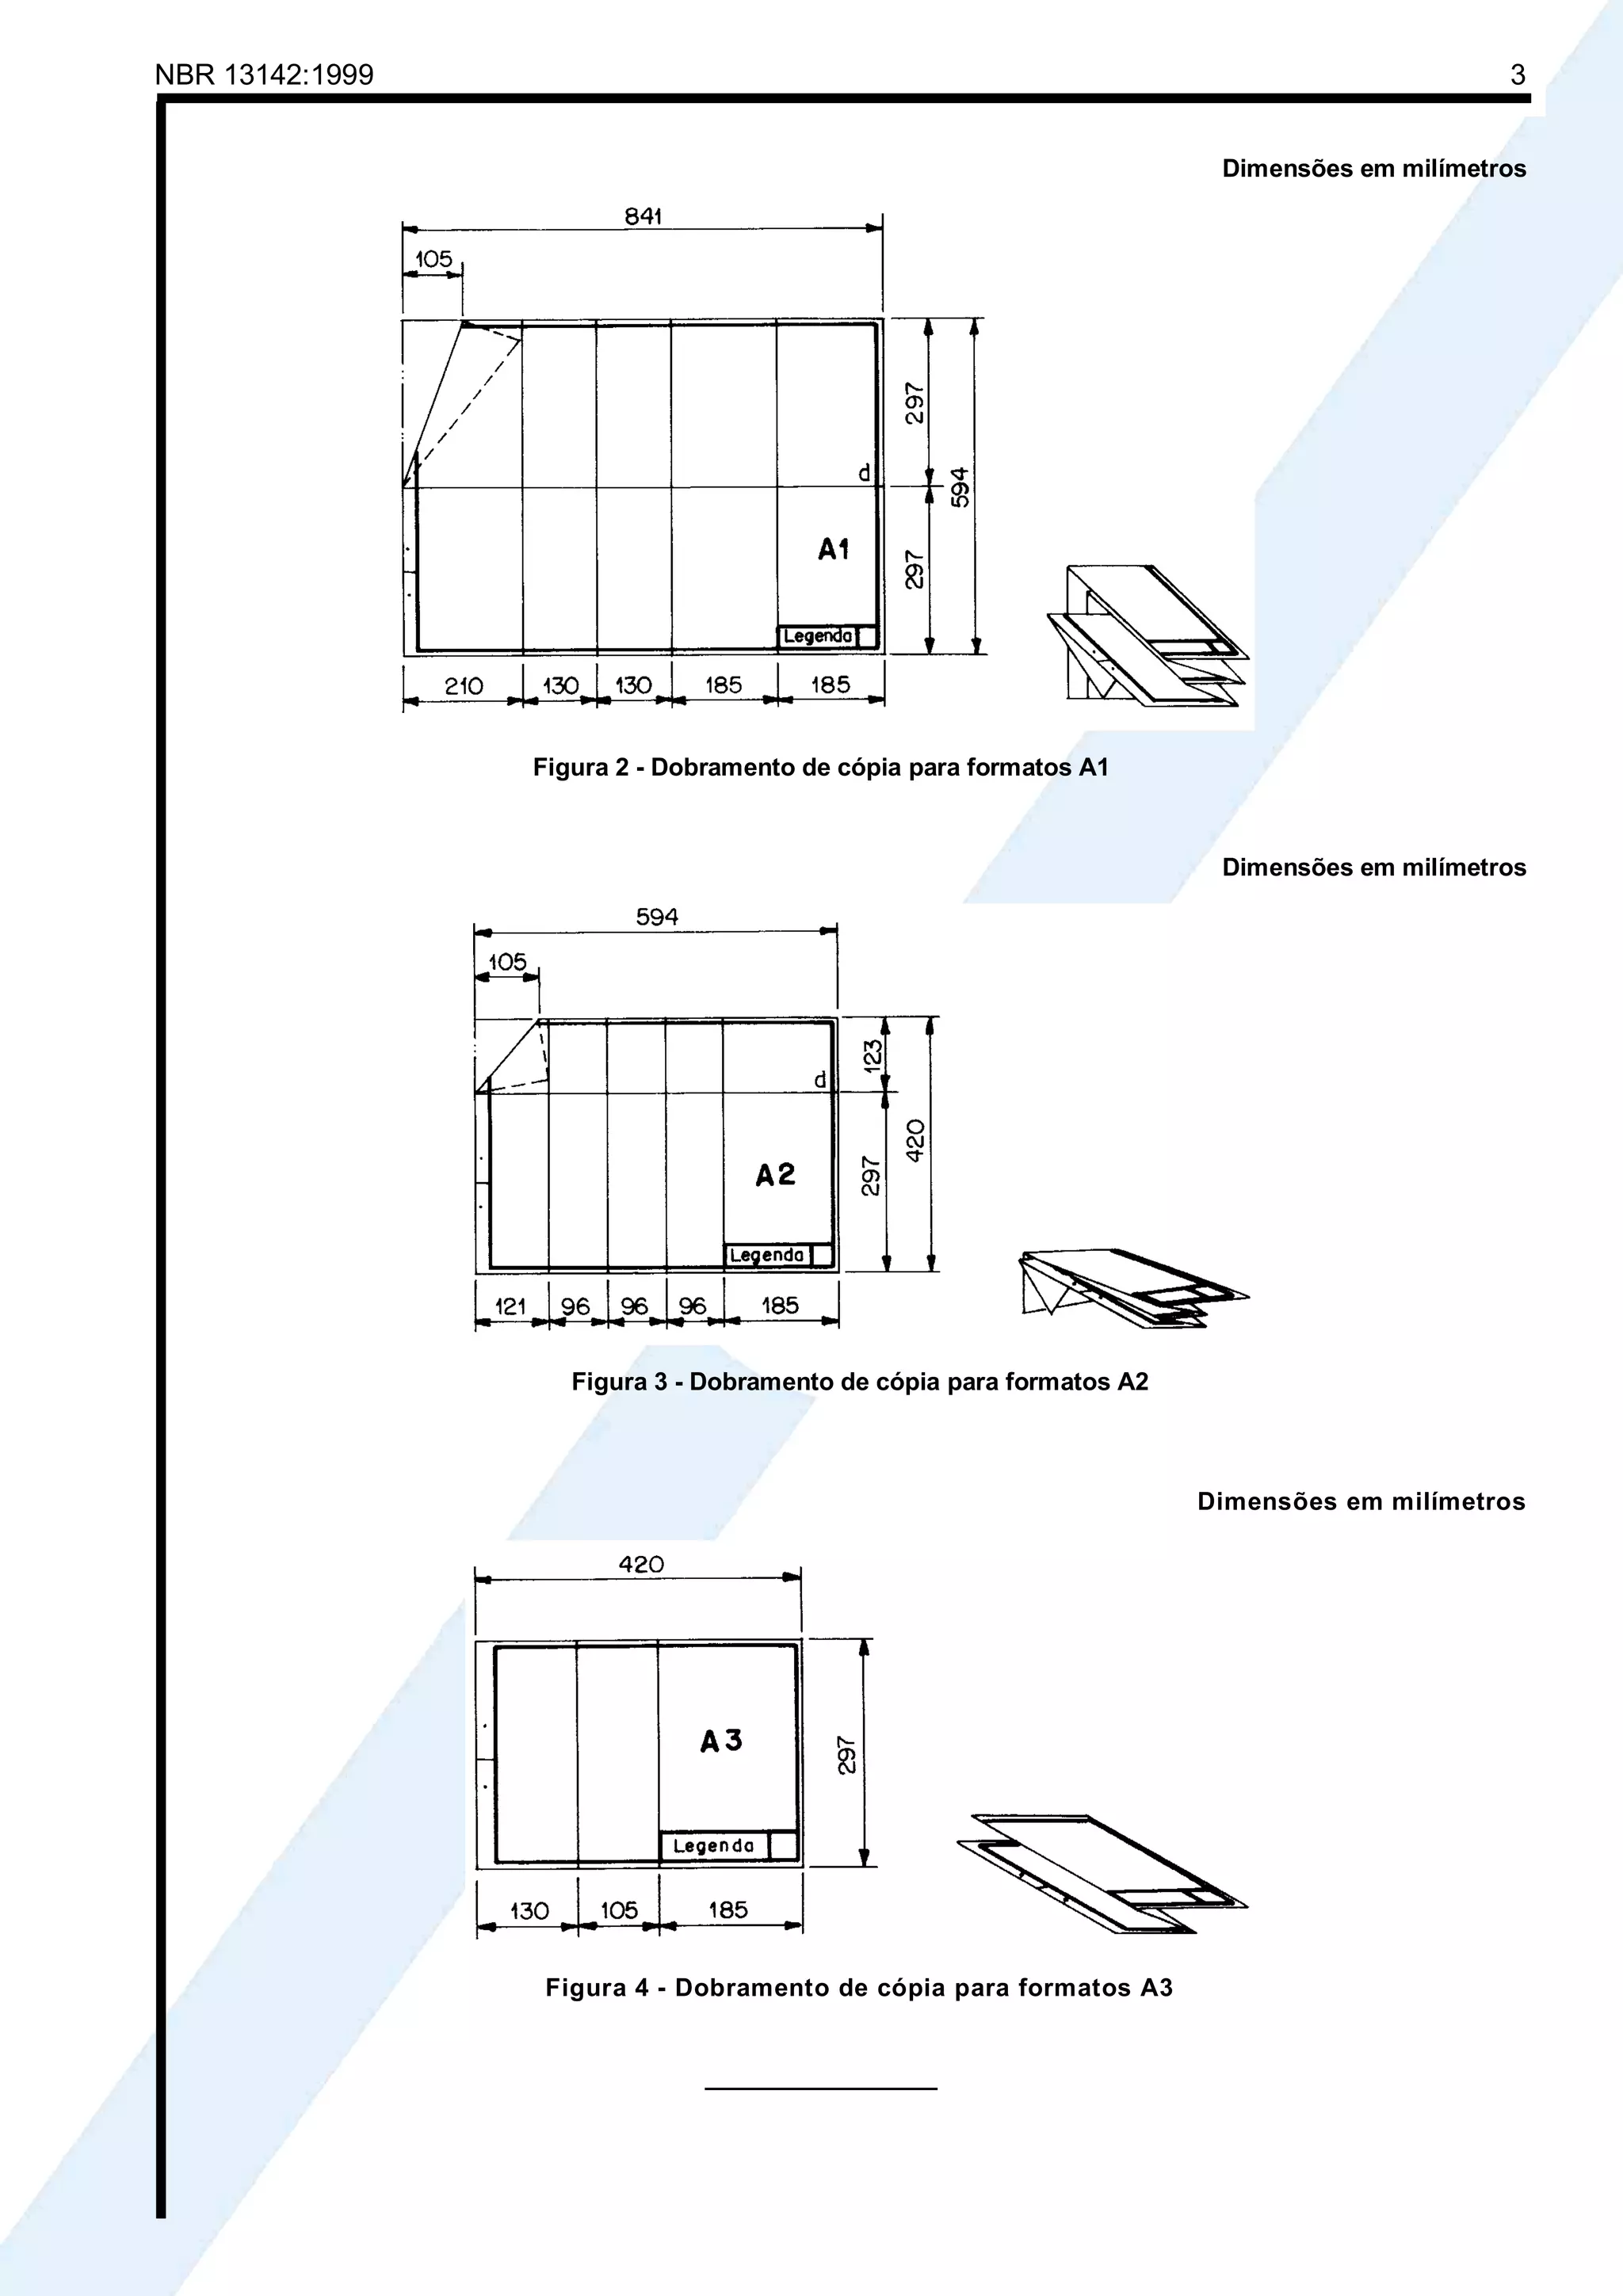 NBR 13142:1999
3
Dimensões em milímetros
841
105
297
594
d
A1
297
Legenda
210 130 130 185 185
Figura 2 - Dobramento de cópia para formatos A1
Dimensões em milímetros
594
105
123
d
420
A2
297
Legenda
121 96 96 96 185
Figura 3 - Dobramento de cópia para formatos A2
Dimensões em milímetros
420
A3
297
Legenda
130 105 185
Figura 4 - Dobramento de cópia para formatos A3